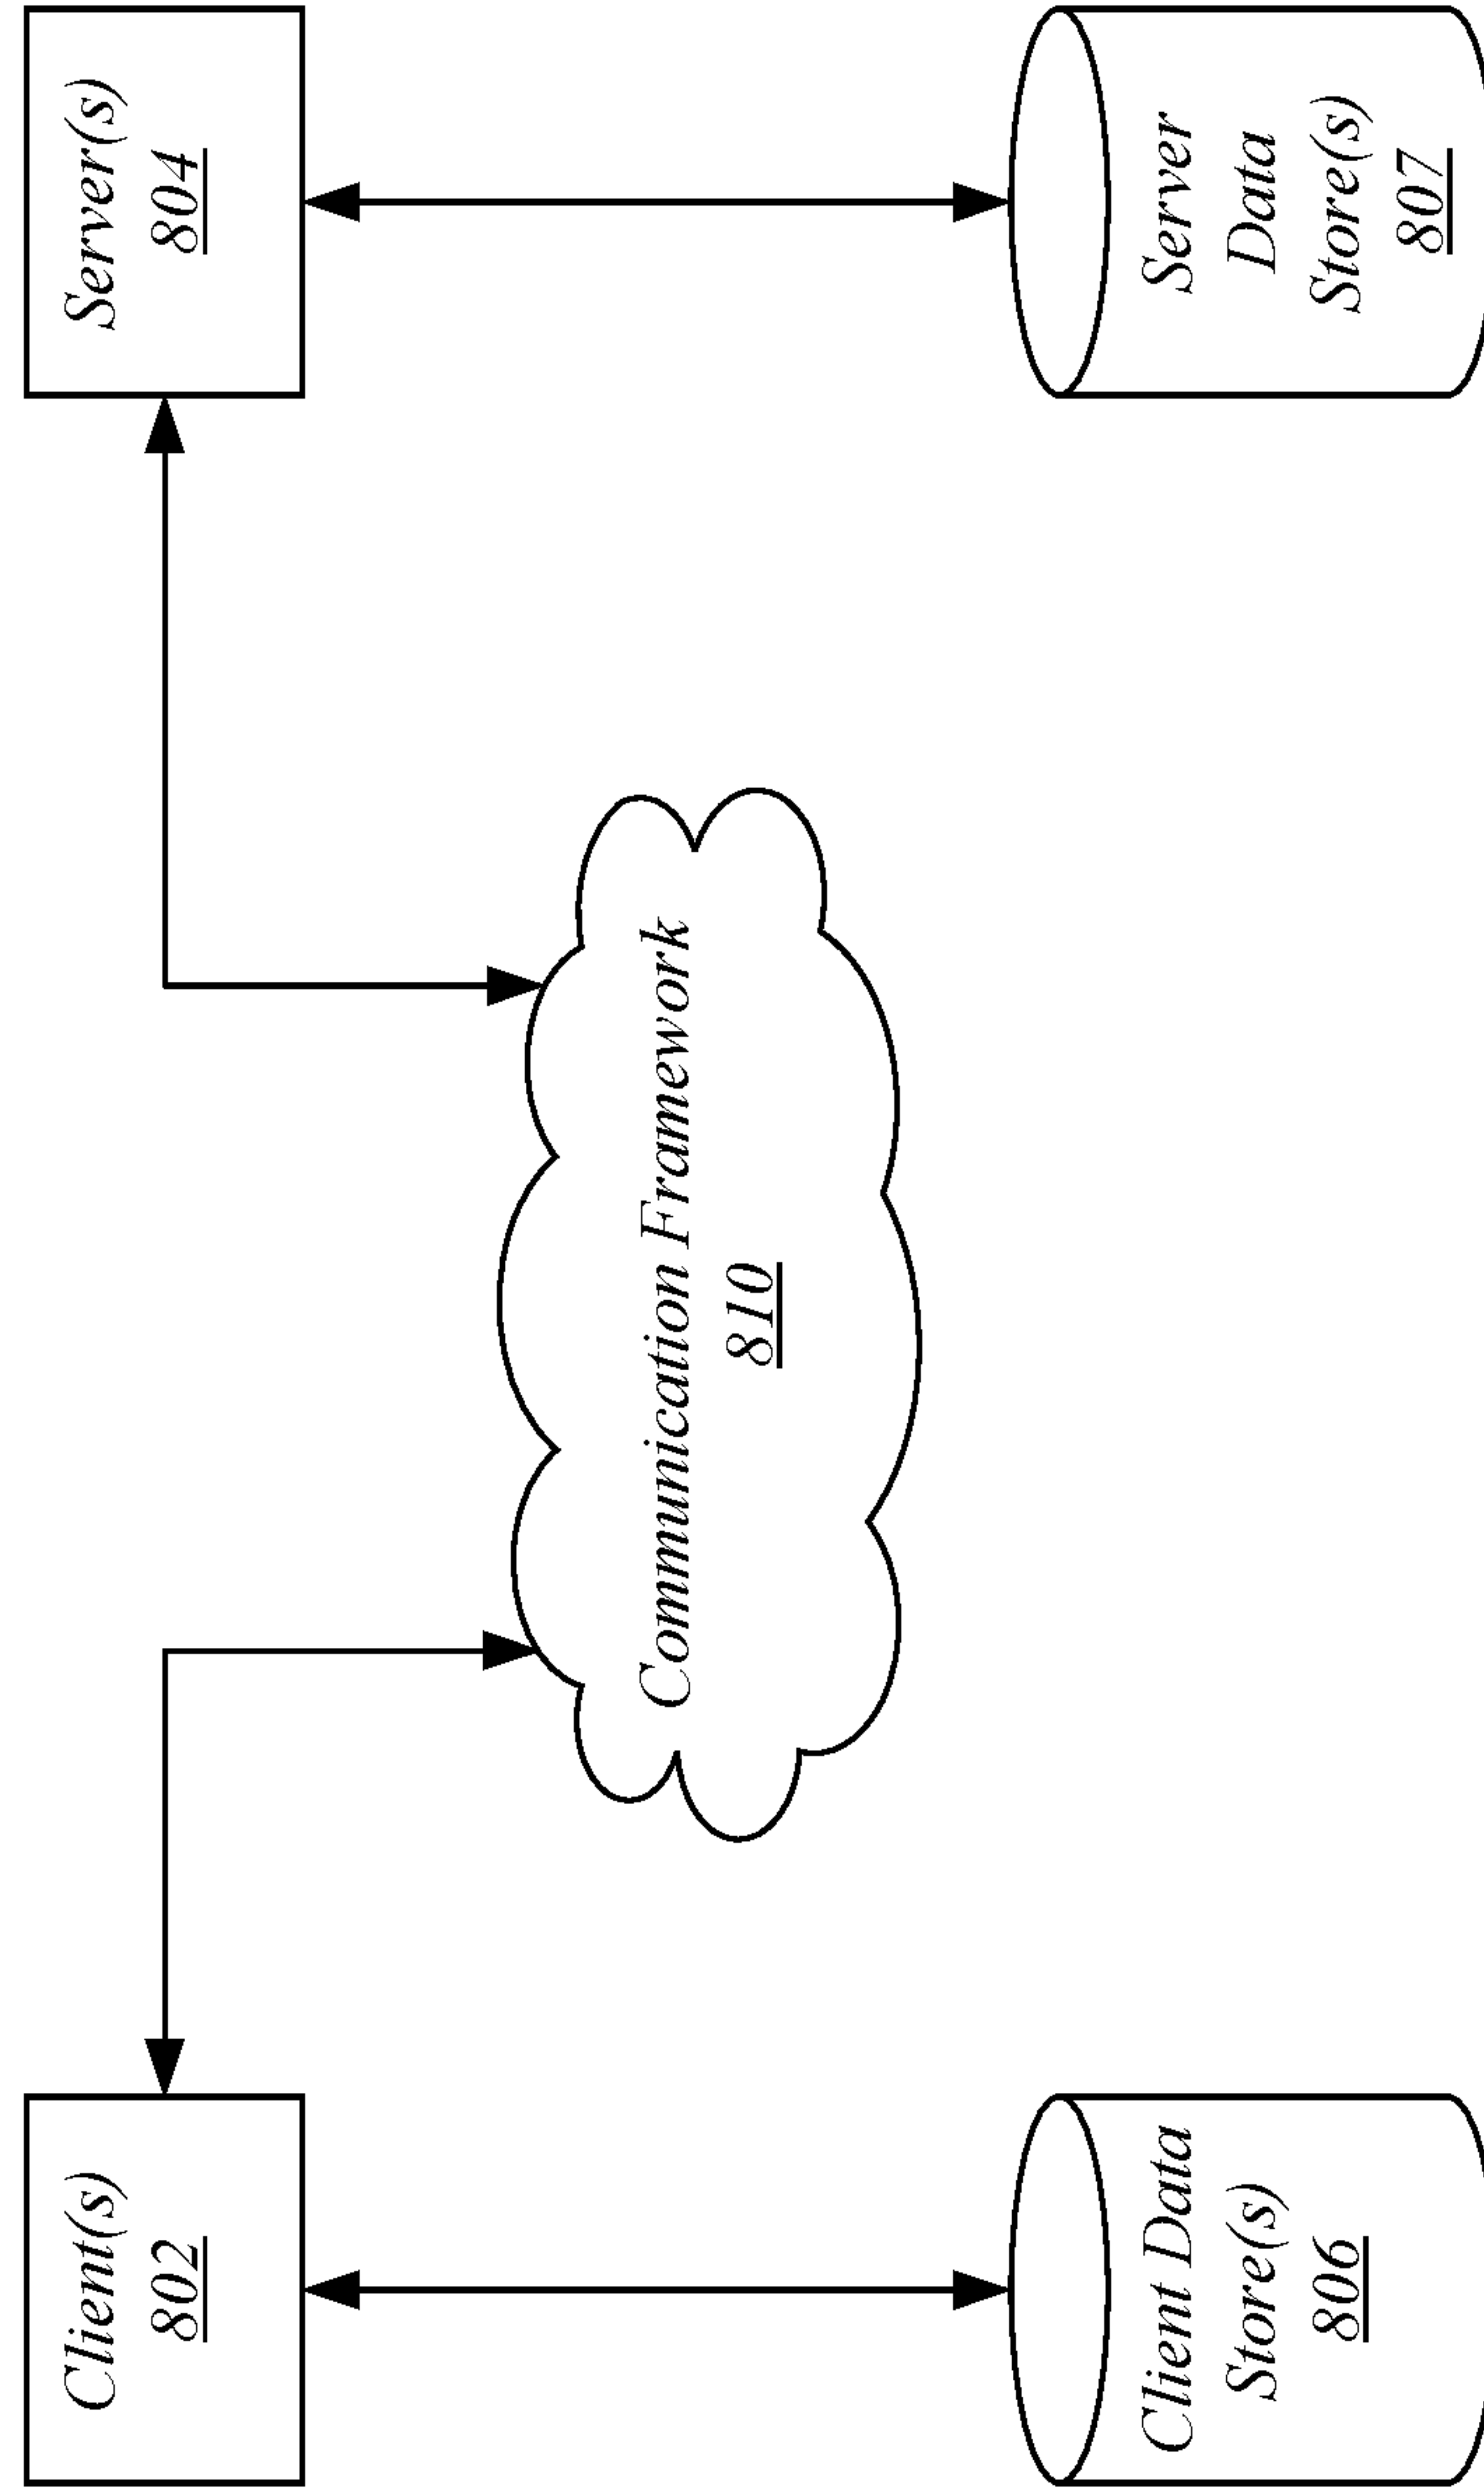 Client(s)
802
Server(s)
804
Communication Framework
810
Client Data
Store(s)
806
Server
Data
Store(s)
807